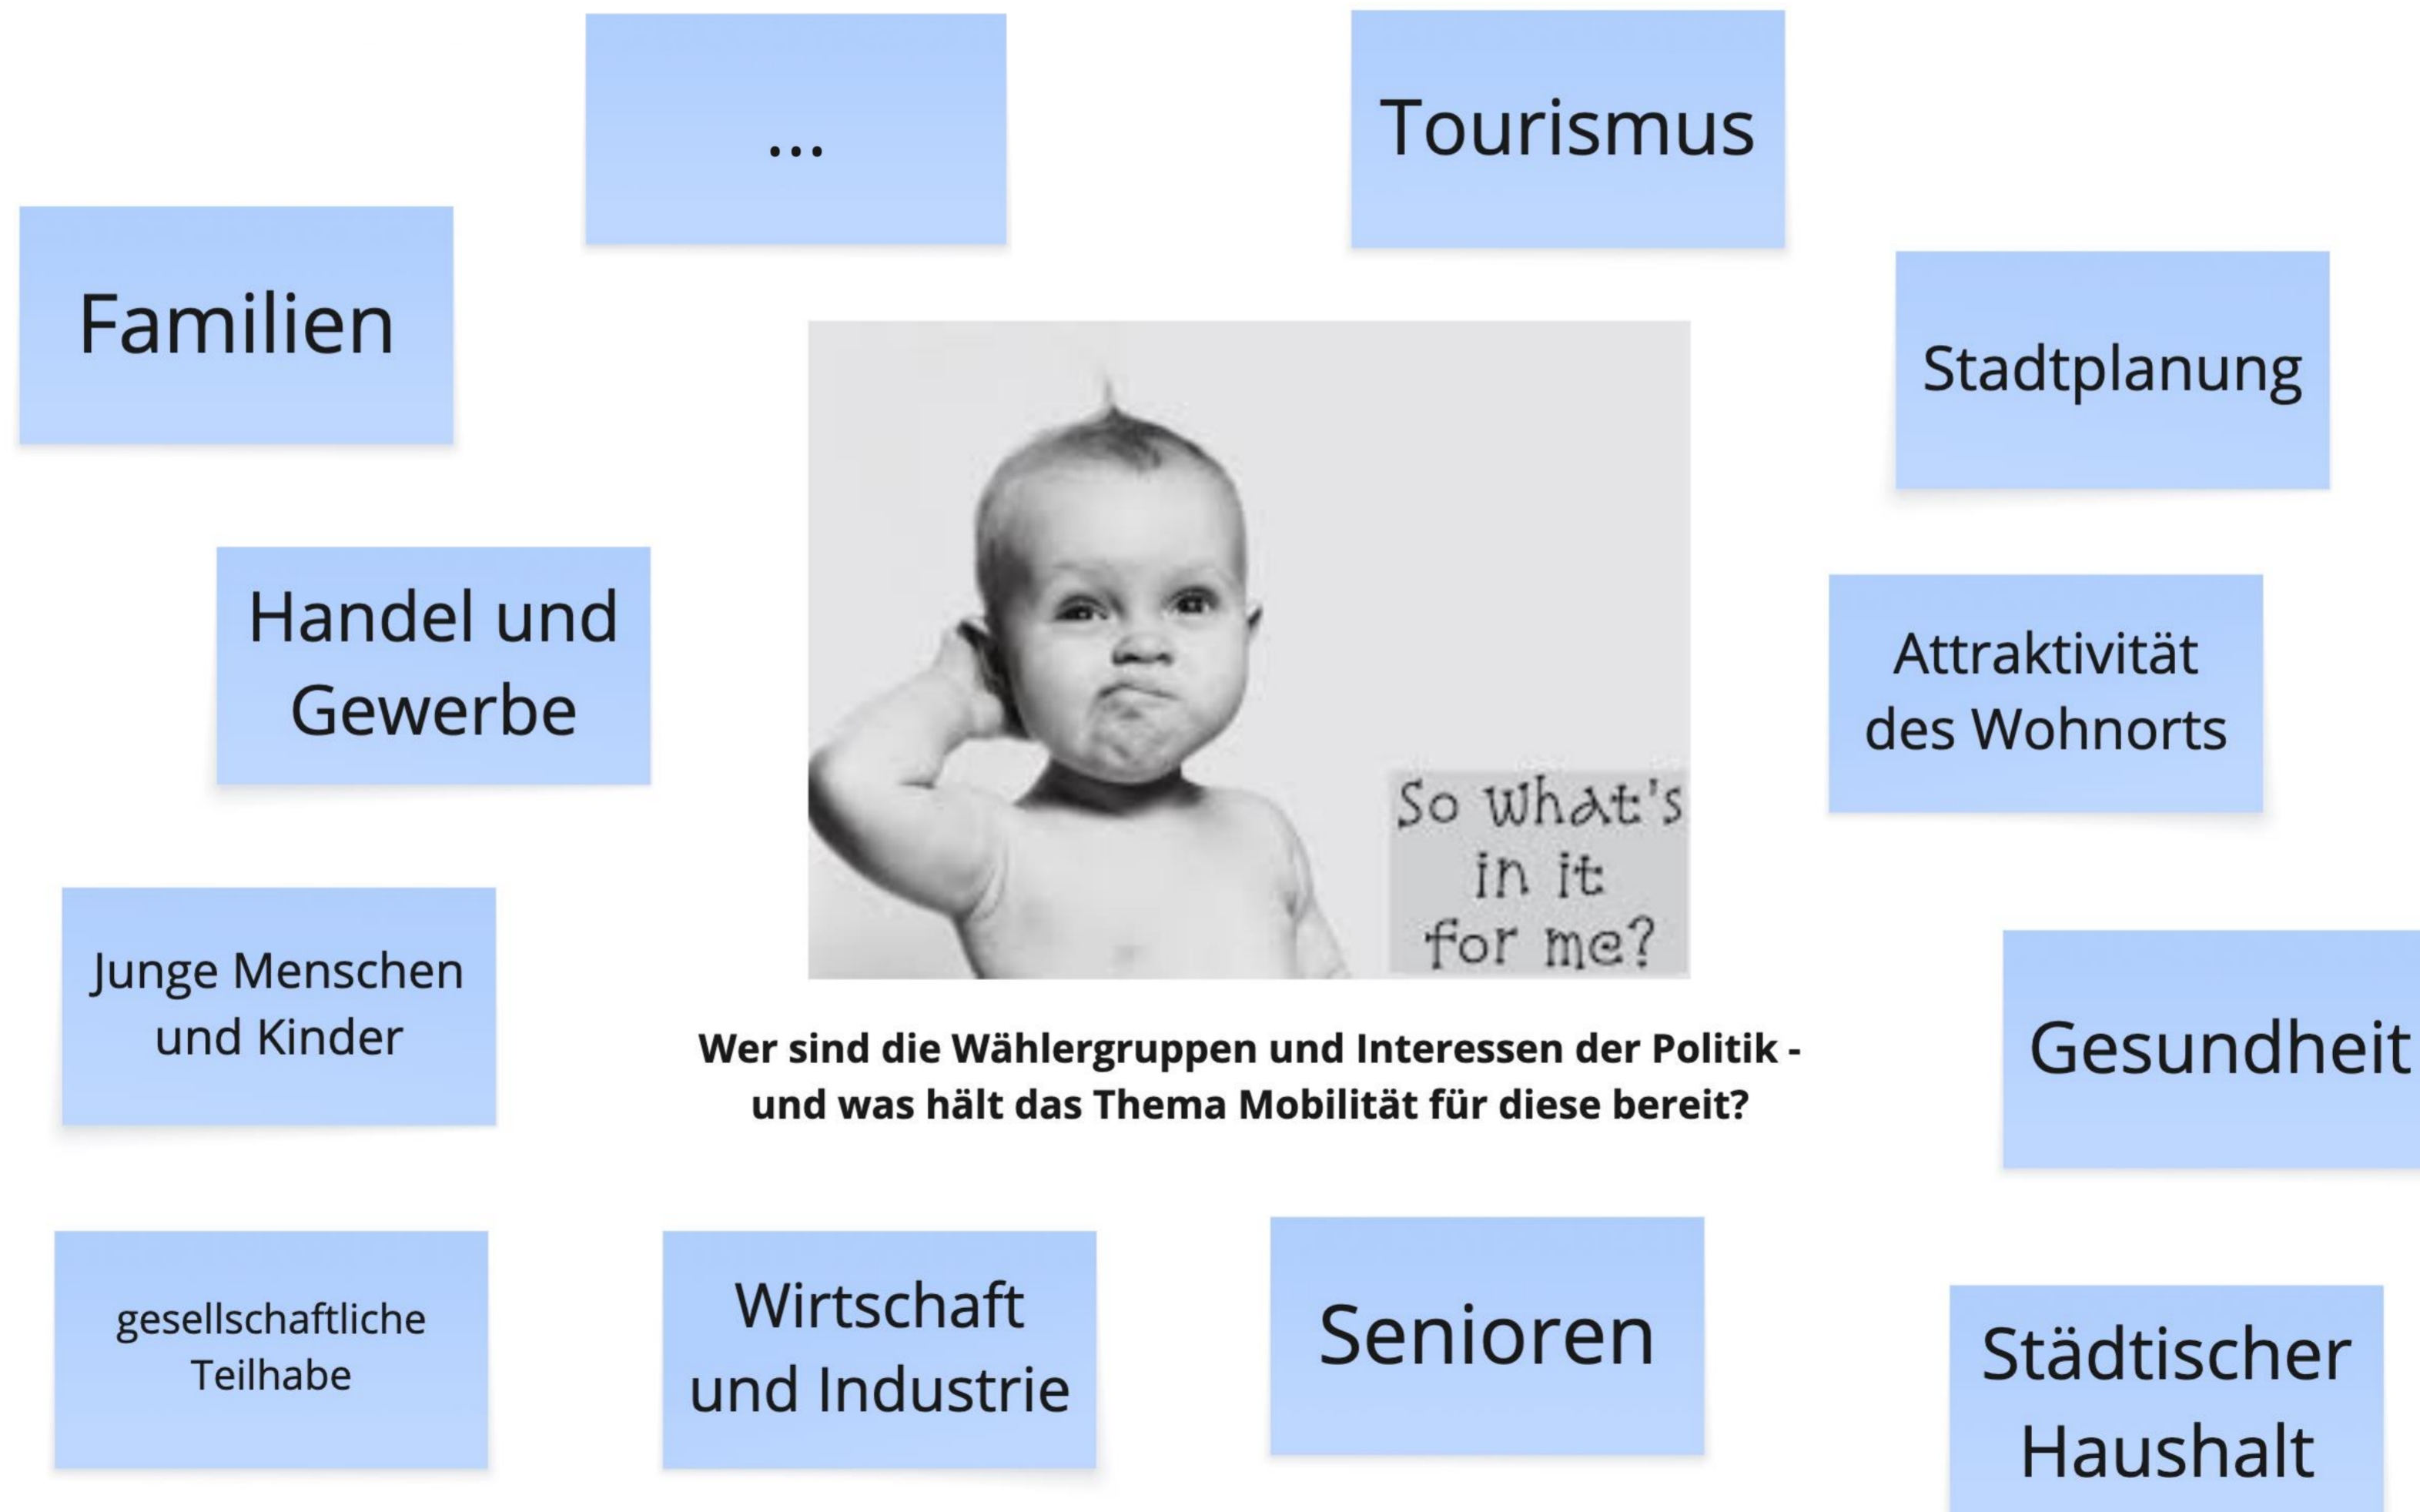 ...
Tourismus
Familien
Stadtplanung
Handel und
Gewerbe
Attraktivität
des Wohnorts
So what's
in it
for me?
Junge Menschen
und Kinder
Wer sind die Wählergruppen und Interessen der Politik -
und was hält das Thema Mobilität für diese bereit?
Gesundheit
gesellschaftliche
Teilhabe
Wirtschaft
und Industrie
Senioren
Städtischer
Haushalt